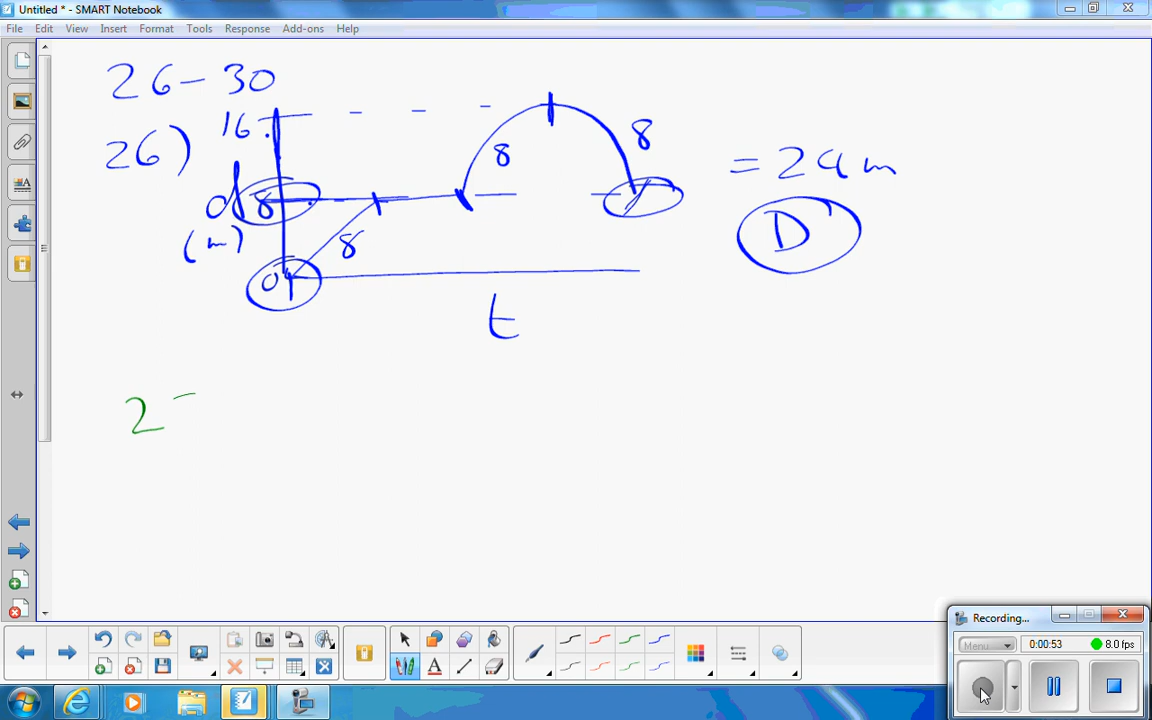 Untitled * - SMART Notebook
File Edit View Insert Format Tools Response Add-ons Help
26-30
16
26)
8
8
= 24 m
d
8
(m)
8
D
0
t
2
Recording...
Menu
0:00:53
8.0 fps
A